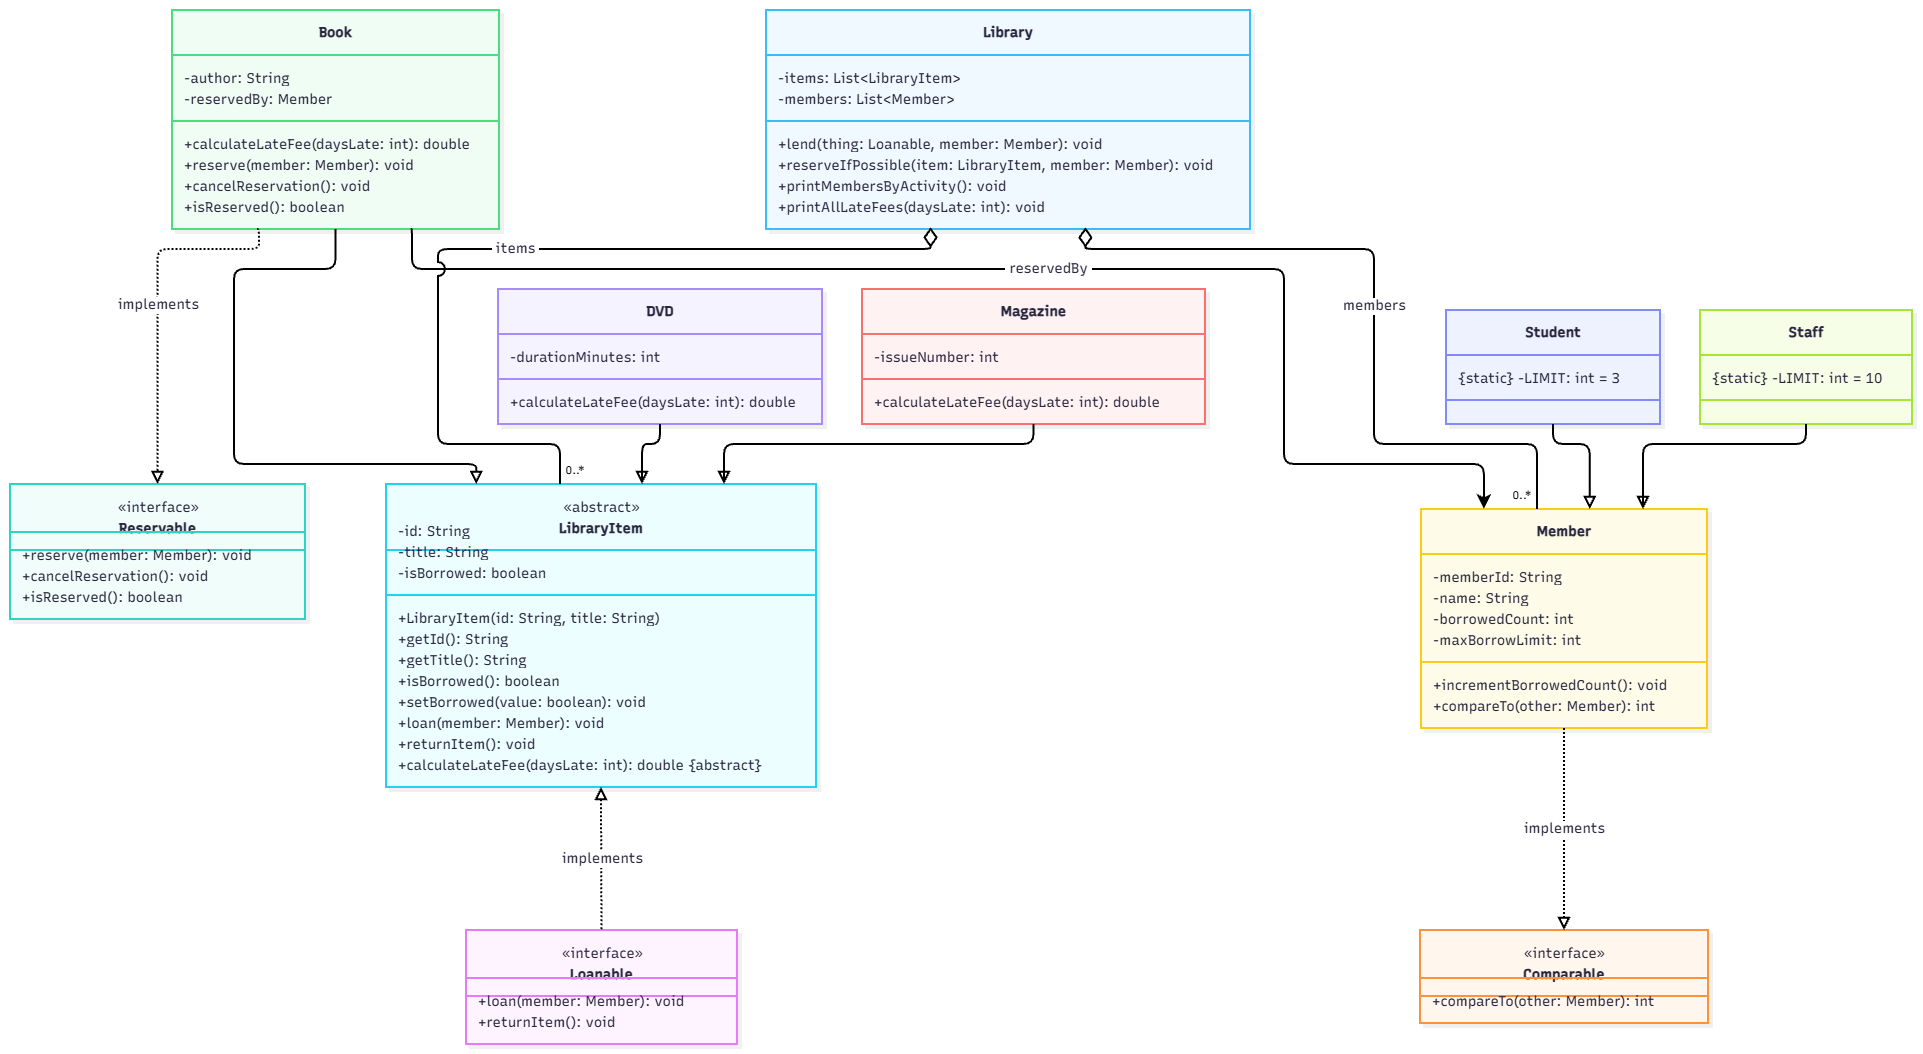 Book
-author: String
-reservedBy: Member
+calculateLateFee(daysLate: int): double
+reserve(member: Member): void
+cancelReservation(): void
+isReserved(): boolean
Library
-items: List<LibraryItem>
-members: List<Member>
+lend(thing: Loanable, member: Member): void
+reserveIfPossible(item: LibraryItem, member: Member): void
+printMembersByActivity(): void
+printAllLateFees(daysLate: int): void
items
reservedBy
implements
members
DVD
-durationMinutes: int
+calculateLateFee(daysLate: int): double
Magazine
-issueNumber: int
+calculateLateFee(daysLate: int): double
Student
{static} -LIMIT: int = 3
Staff
{static} -LIMIT: int = 10
0..*
0..*
«interface»
Reservable
+reserve(member: Member): void
+cancelReservation(): void
+isReserved(): boolean
«abstract»
LibraryItem
-id: String
-title: String
-isBorrowed: boolean
+LibraryItem(id: String, title: String)
+getId(): String
+getTitle(): String
+isBorrowed(): boolean
+setBorrowed(value: boolean): void
+loan(member: Member): void
+returnItem(): void
+calculateLateFee(daysLate: int): double {abstract}
Member
-memberId: String
-name: String
-borrowedCount: int
-maxBorrowLimit: int
+incrementBorrowedCount(): void
+compareTo(other: Member): int
implements
implements
«interface»
Loanable
+loan(member: Member): void
+returnItem(): void
«interface»
Comparable
+compareTo(other: Member): int